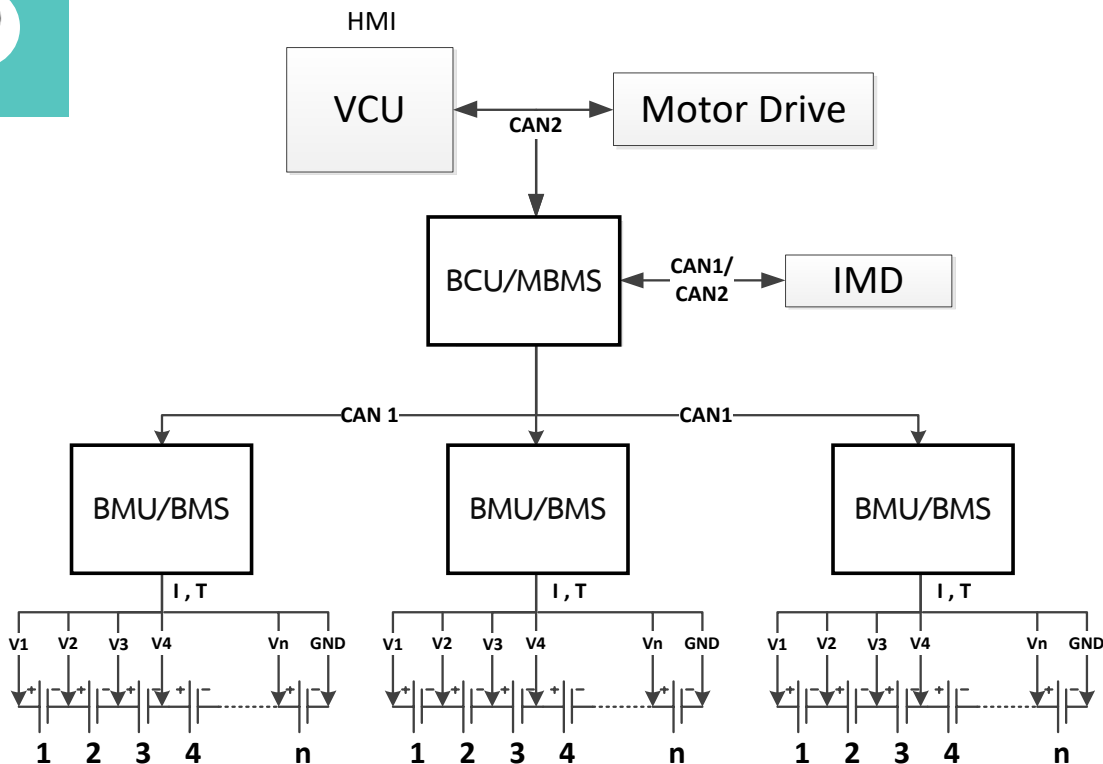 HMI
VCU
CAN2
Motor Drive
BCU/MBMS
CAN1/
CAN2
IMD
CAN 1
CAN1
BMU/BMS
BMU/BMS
BMU/BMS
I , T
I , T
I , T
V1 V2 V3 V4 Vn GND
V1 V2 V3 V4 Vn GND
V1 V2 V3 V4 Vn GND
+ - + - + - + - + -
+ - + - + - + - + -
+ - + - + - + - + -
1 2 3 4 n
1 2 3 4 n
1 2 3 4 n